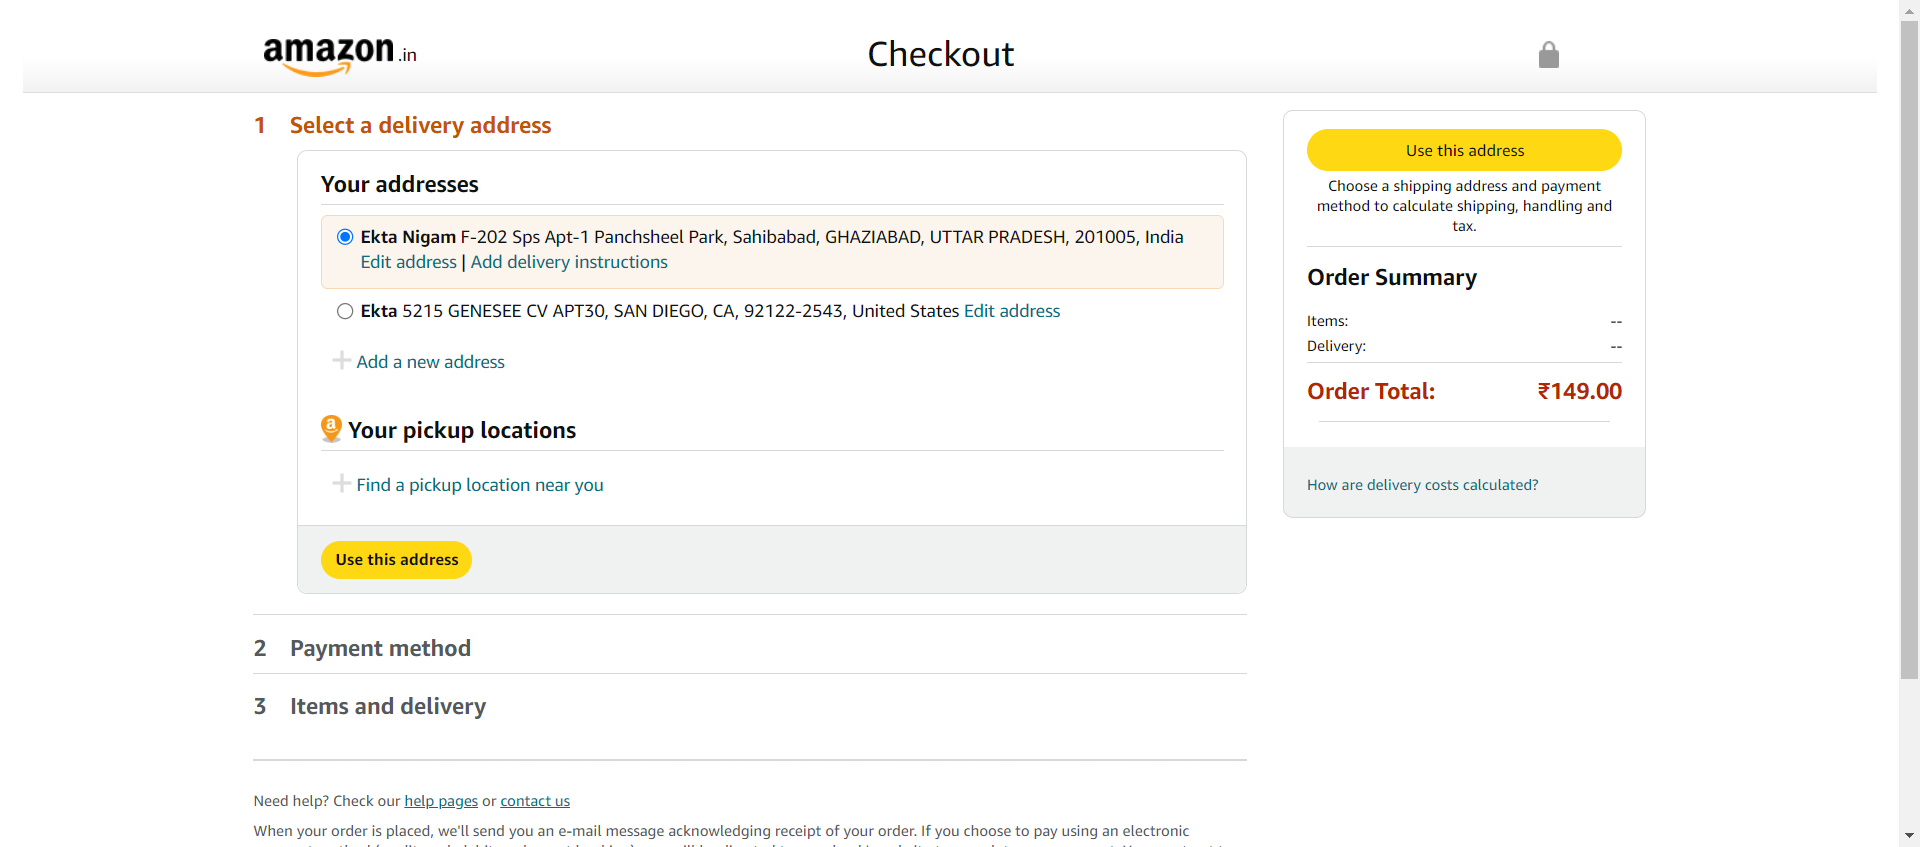 amazon.in
Checkout
1 Select a delivery address
Your addresses
Ekta Nigam F-202 Sps Apt-1 Panchsheel Park, Sahibabad, GHAZIABAD, UTTAR PRADESH, 201005, India
Edit address | Add delivery instructions
Ekta 5215 GENESEE CV APT30, SAN DIEGO, CA, 92122-2543, United States Edit address
Add a new address
Your pickup locations
Find a pickup location near you
Use this address
2 Payment method
3 Items and delivery
Need help? Check our help pages or contact us
When your order is placed, we'll send you an e-mail message acknowledging receipt of your order. If you choose to pay using an electronic
Use this address
Choose a shipping address and payment
method to calculate shipping, handling and
tax.
Order Summary
Items: --
Delivery: --
Order Total: ₹149.00
How are delivery costs calculated?